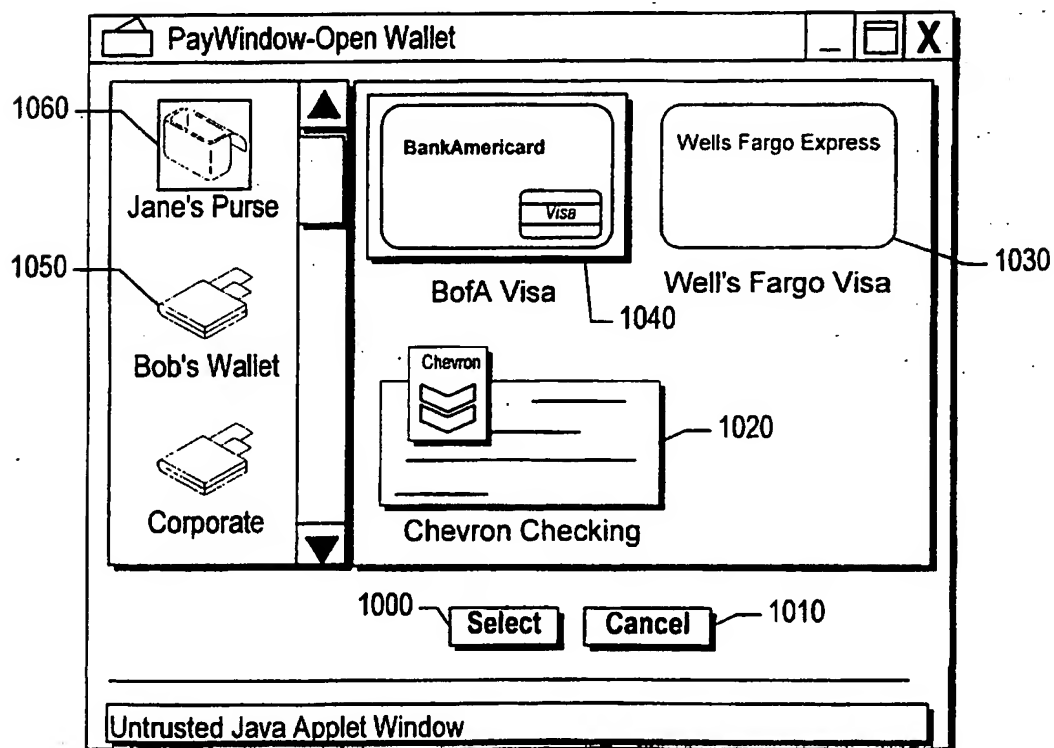 PayWindow-Open Wallet
_ X
1060
Jane's Purse
1050
Bob's Wallet
Corporate
BankAmericard
Visa
BofA Visa
1040
Wells Fargo Express
Well's Fargo Visa
1030
Chevron
1020
Chevron Checking
1000
Select
Cancel
1010
Untrusted Java Applet Window